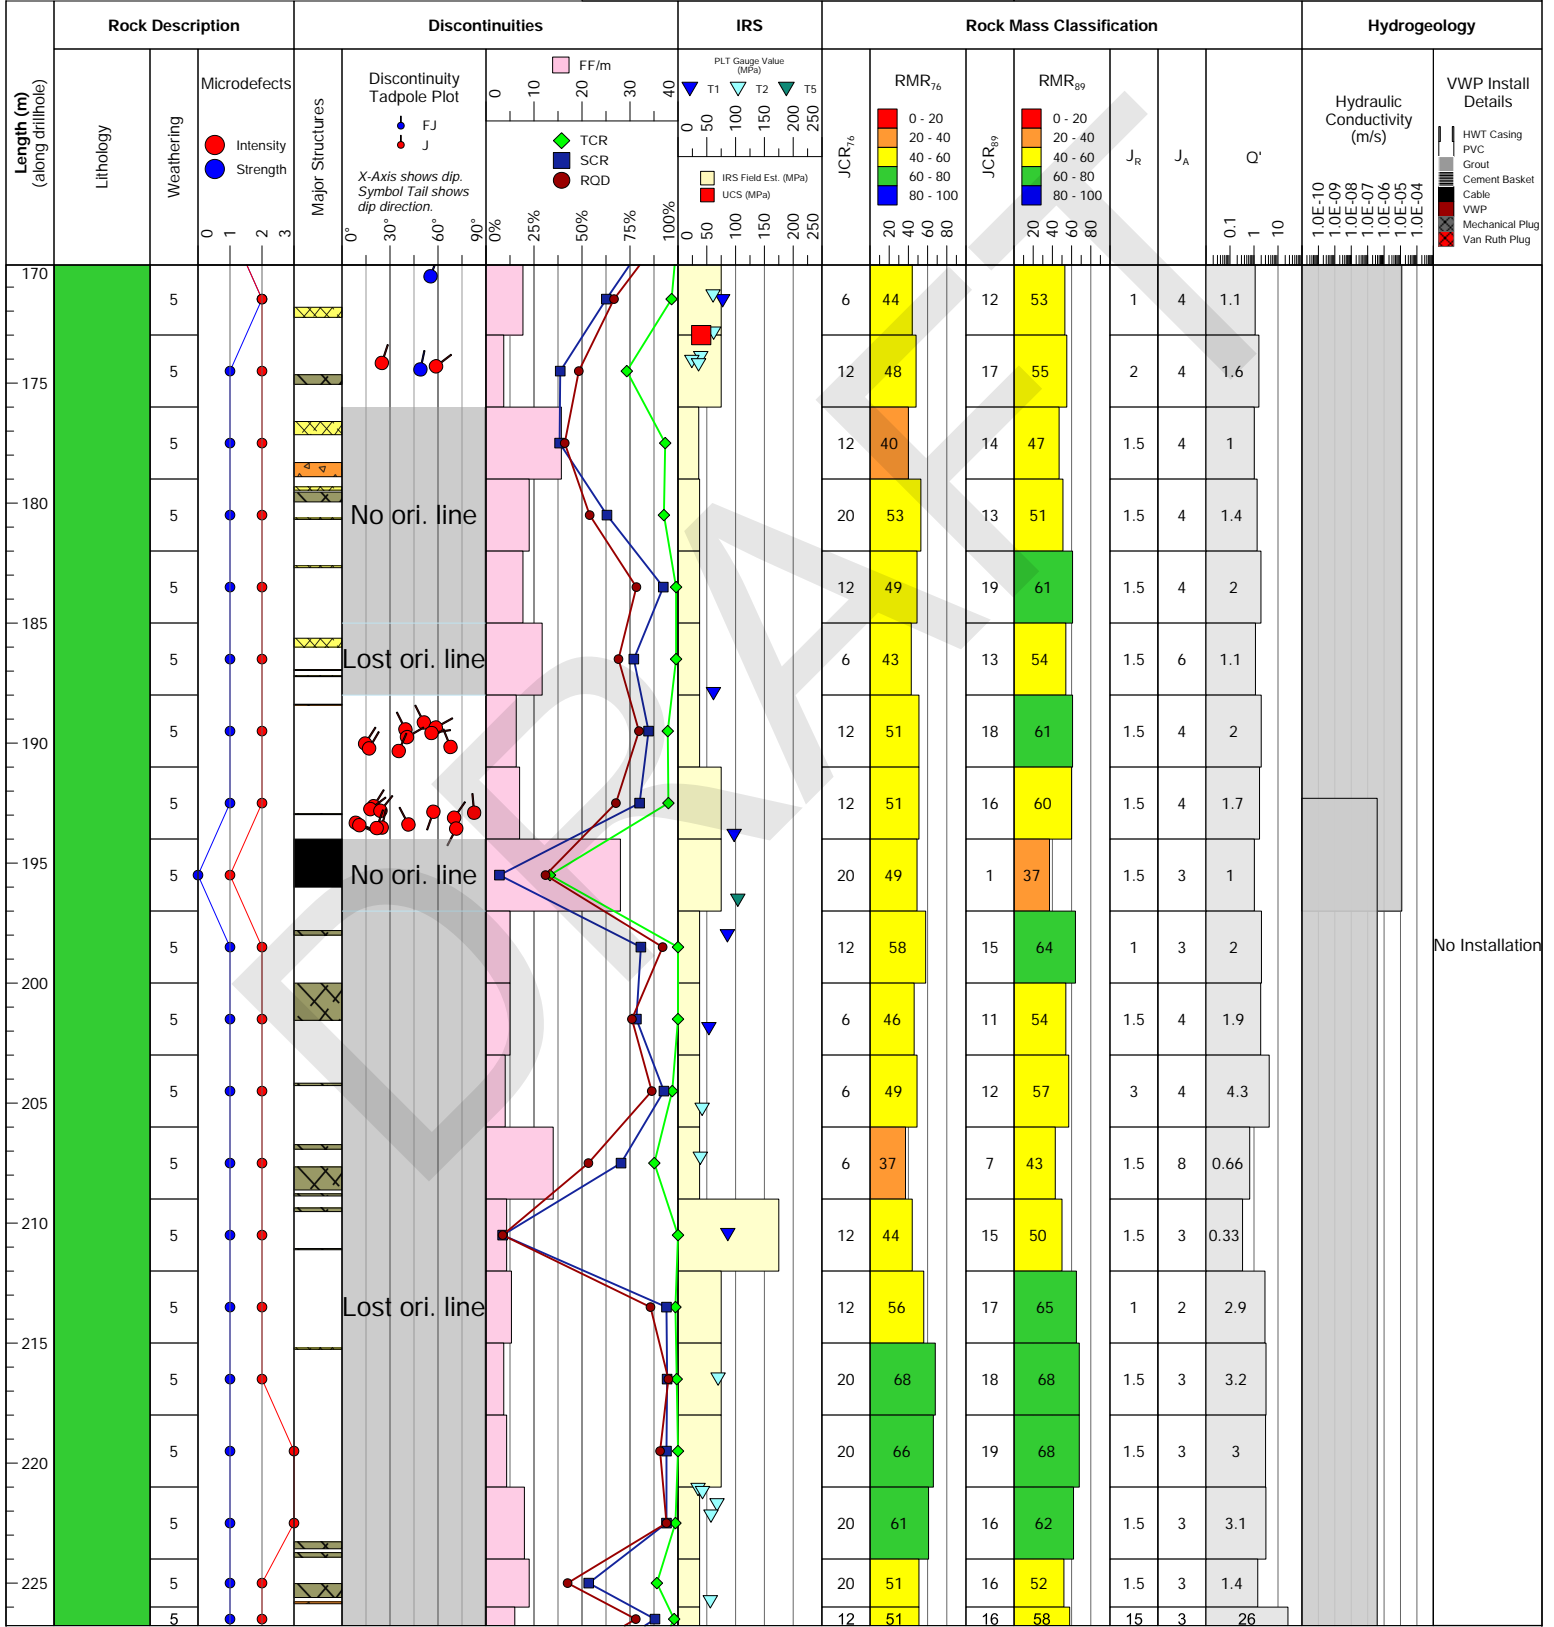 Rock Description
Discontinuities
IRS
Rock Mass Classification
Hydrogeology
Length (m)
(along drillhole)
Lithology
Weathering
Microdefects
Intensity
Strength
0 1 2 3
Major Structures
Discontinuity
Tadpole Plot
FJ
J
X-Axis shows dip.
Symbol Tail shows
dip direction.
0° 30° 60° 90°
FF/m
0 10 20 30 40
TCR
SCR
RQD
0% 25% 50% 75% 100%
PLT Gauge Value
(MPa)
T1 T2 T5
0 50 100 150 200 250
IRS Field Est. (MPa)
UCS (MPa)
0 50 100 150 200 250
JCR76
RMR76
0 - 20
20 - 40
40 - 60
60 - 80
80 - 100
20 40 60 80
JCR89
RMR89
0 - 20
20 - 40
40 - 60
60 - 80
80 - 100
20 40 60 80
JR
JA
Q'
0.1 1 10
Hydraulic
Conductivity
(m/s)
1.0E-10 1.0E-09 1.0E-08 1.0E-07 1.0E-06 1.0E-05 1.0E-04
VWP Install
Details
HWT Casing
PVC
Grout
Cement Basket
Cable
VWP
Mechanical Plug
Van Ruth Plug
170
5 6 44 12 53 1 4 1.1
5 12 48 17 55 2 4 1.6
175
5 12 40 14 47 1.5 4 1
180
5 No ori. line 20 53 13 51 1.5 4 1.4
5 12 49 19 61 1.5 4 2
185
5 Lost ori. line 6 43 13 54 1.5 6 1.1
5 12 51 18 61 1.5 4 2
190
5 12 51 16 60 1.5 4 1.7
195
5 No ori. line 20 49 1 37 1.5 3 1
5 12 58 15 64 1 3 2 No Installation
200
5 6 46 11 54 1.5 4 1.9
5 6 49 12 57 3 4 4.3
205
5 6 37 7 43 1.5 8 0.66
210
5 12 44 15 50 1.5 3 0.33
5 Lost ori. line 12 56 17 65 1 2 2.9
215
5 20 68 18 68 1.5 3 3.2
5 20 66 19 68 1.5 3 3
220
5 20 61 16 62 1.5 3 3.1
225
5 20 51 16 52 1.5 3 1.4
5 12 51 16 58 15 3 26
DRAFT